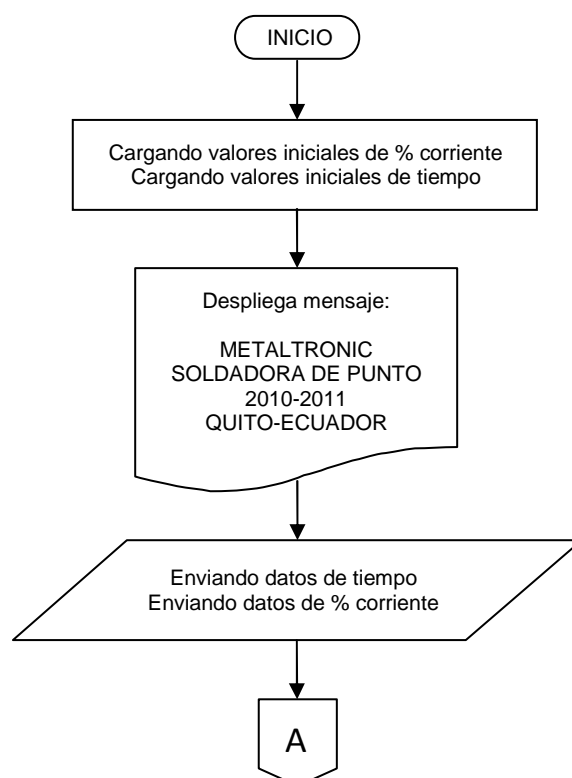 INICIO
Cargando valores iniciales de % corriente
Cargando valores iniciales de tiempo
Despliega mensaje:
METALTRONIC
SOLDADORA DE PUNTO
2010-2011
QUITO-ECUADOR
Enviando datos de tiempo
Enviando datos de % corriente
A